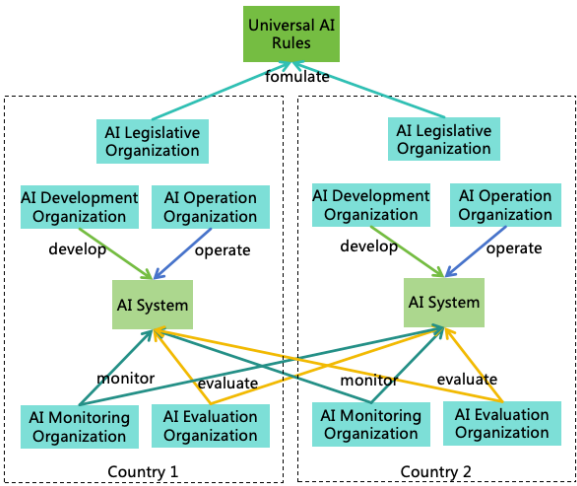 Universal AI
Rules
fomulate
AI Legislative
Organization
AI Legislative
Organization
AI Development
Organization
AI Operation
Organization
AI Development
Organization
AI Operation
Organization
develop
operate
develop
operate
AI System
AI System
monitor
evaluate
monitor
evaluate
AI Monitoring
Organization
AI Evaluation
Organization
AI Monitoring
Organization
AI Evaluation
Organization
Country 1
Country 2